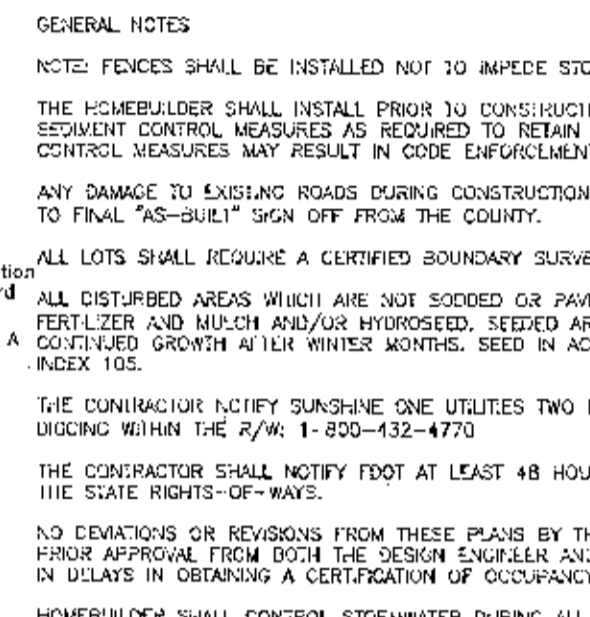 GENERAL NOTES
NOTE: FENCES SHALL BE INSTALLED NOT TO IMPEDE STO
THE HOMEBUILDER SHALL INSTALL PRIOR TO CONSTRUCTI
SEDIMENT CONTROL MEASURES AS REQUIRED TO RETAIN
CONTROL MEASURES MAY RESULT IN CODE ENFORCEMENT
ANY DAMAGE TO EXISTING ROADS DURING CONSTRUCTION
TO FINAL "AS-BUILT" SIGN OFF FROM THE COUNTY.
ALL LOTS SHALL REQUIRE A CERTIFIED BOUNDARY SURVE
tion
rd
ALL DISTURBED AREAS WHICH ARE NOT SODDED OR PAV
FERTILIZER AND MULCH AND/OR HYDROSEED. SEEDED AR
A
CONTINUED GROWTH AFTER WINTER MONTHS. SEED IN AC
INDEX 105.
THE CONTRACTOR NOTIFY SUNSHINE ONE UTILITIES TWO
DIGGING WITHIN THE R/W: 1-800-432-4770
THE CONTRACTOR SHALL NOTIFY FDOT AT LEAST 48 HOU
THE STATE RIGHTS-OF-WAYS.
NO DEVIATIONS OR REVISIONS FROM THESE PLANS BY TH
PRIOR APPROVAL FROM BOTH THE DESIGN ENGINEER AND
IN DELAYS IN OBTAINING A CERTIFICATION OF OCCUPANCY
HOMEBUILDER SHALL CONTROL STORMWATER DURING ALL